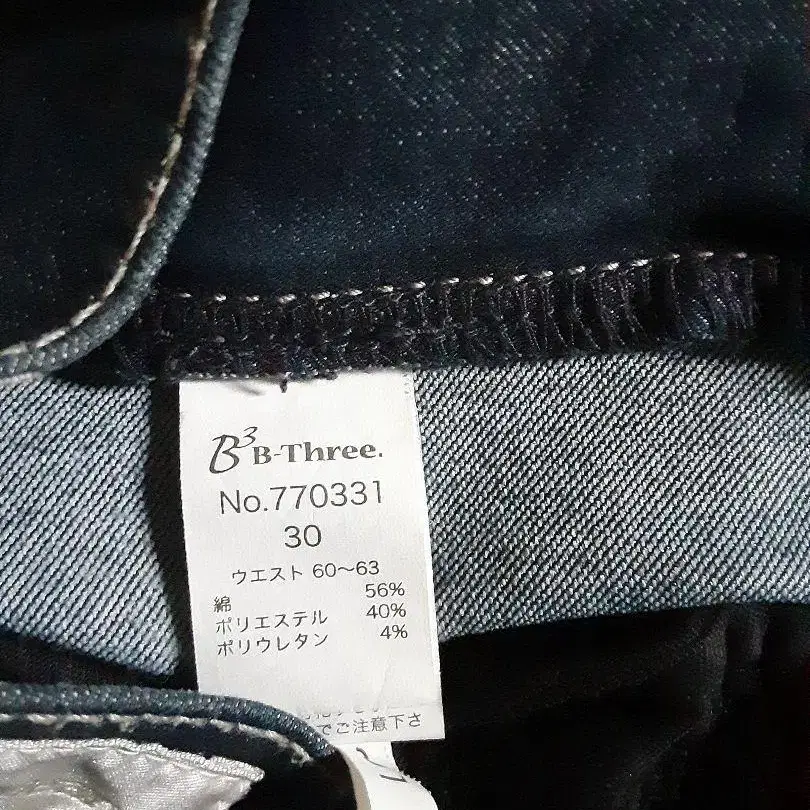 B³ B-Three.
No.770331
30
ウエスト 60〜63
綿 56%
ポリエステル 40%
ポリウレタン 4%
でご注意下さ